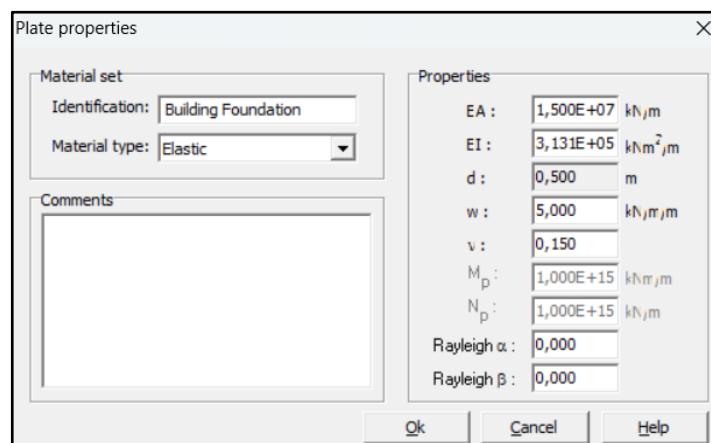 Plate properties
Material set
Identification: Building Foundation
Material type: Elastic
Comments
Properties
EA : 1,500E+07 kN/m
EI : 3,131E+05 kNm²/m
d : 0,500 m
w : 5,000 kN/m/m
ν : 0,150
Mp : 1,000E+15 kNm/m
Np : 1,000E+15 kN/m
Rayleigh α : 0,000
Rayleigh β : 0,000
Ok Cancel Help